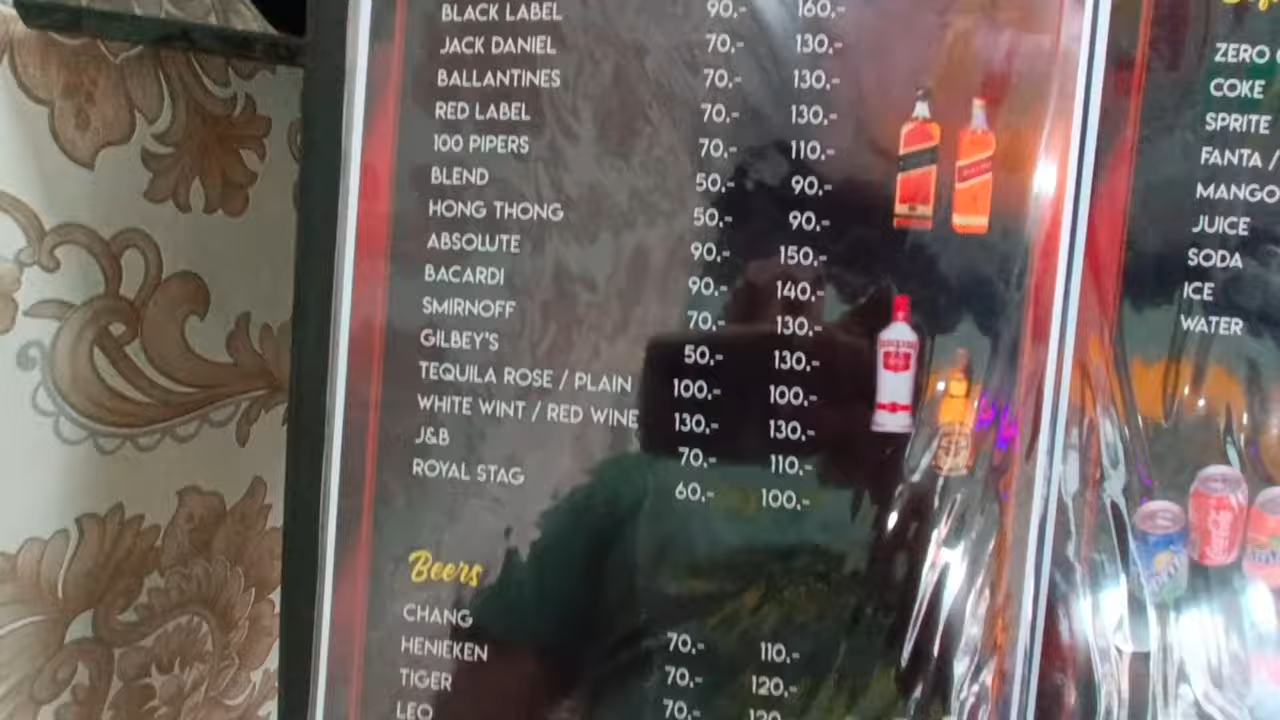 BLACK LABEL 90.- 160.-
JACK DANIEL 70.- 130.-
BALLANTINES 70.- 130.-
RED LABEL 70.- 130.-
100 PIPERS 70.- 110.-
BLEND 50.- 90.-
HONG THONG 50.- 90.-
ABSOLUTE 90.- 150.-
BACARDI 90.- 140.-
SMIRNOFF 70.- 130.-
GILBEY'S 50.- 130.-
TEQUILA ROSE / PLAIN 100.- 100.-
WHITE WINT / RED WINE 130.- 130.-
J&B 70.- 110.-
ROYAL STAG 60.- 100.-
Beers
CHANG 70.- 110.-
HENIEKEN 70.- 120.-
TIGER 70.-
LEO
ZERO
COKE
SPRITE
FANTA /
MANGO
JUICE
SODA
ICE
WATER